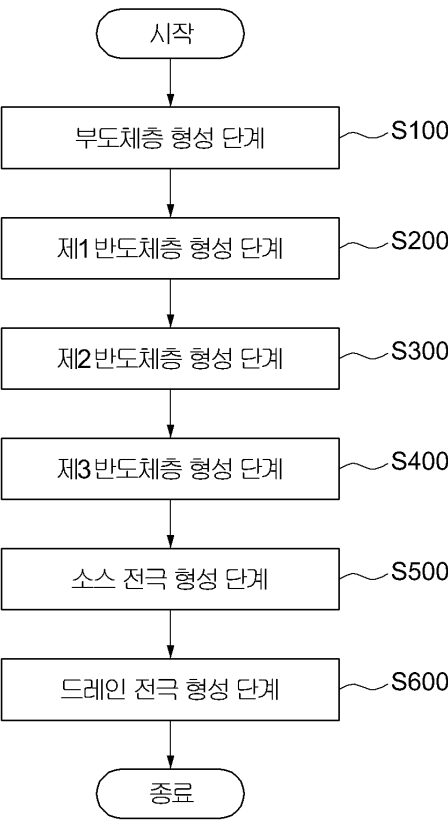 시작
부도체층 형성 단계
S100
제1 반도체층 형성 단계
S200
제2 반도체층 형성 단계
S300
제3 반도체층 형성 단계
S400
소스 전극 형성 단계
S500
드레인 전극 형성 단계
S600
종료